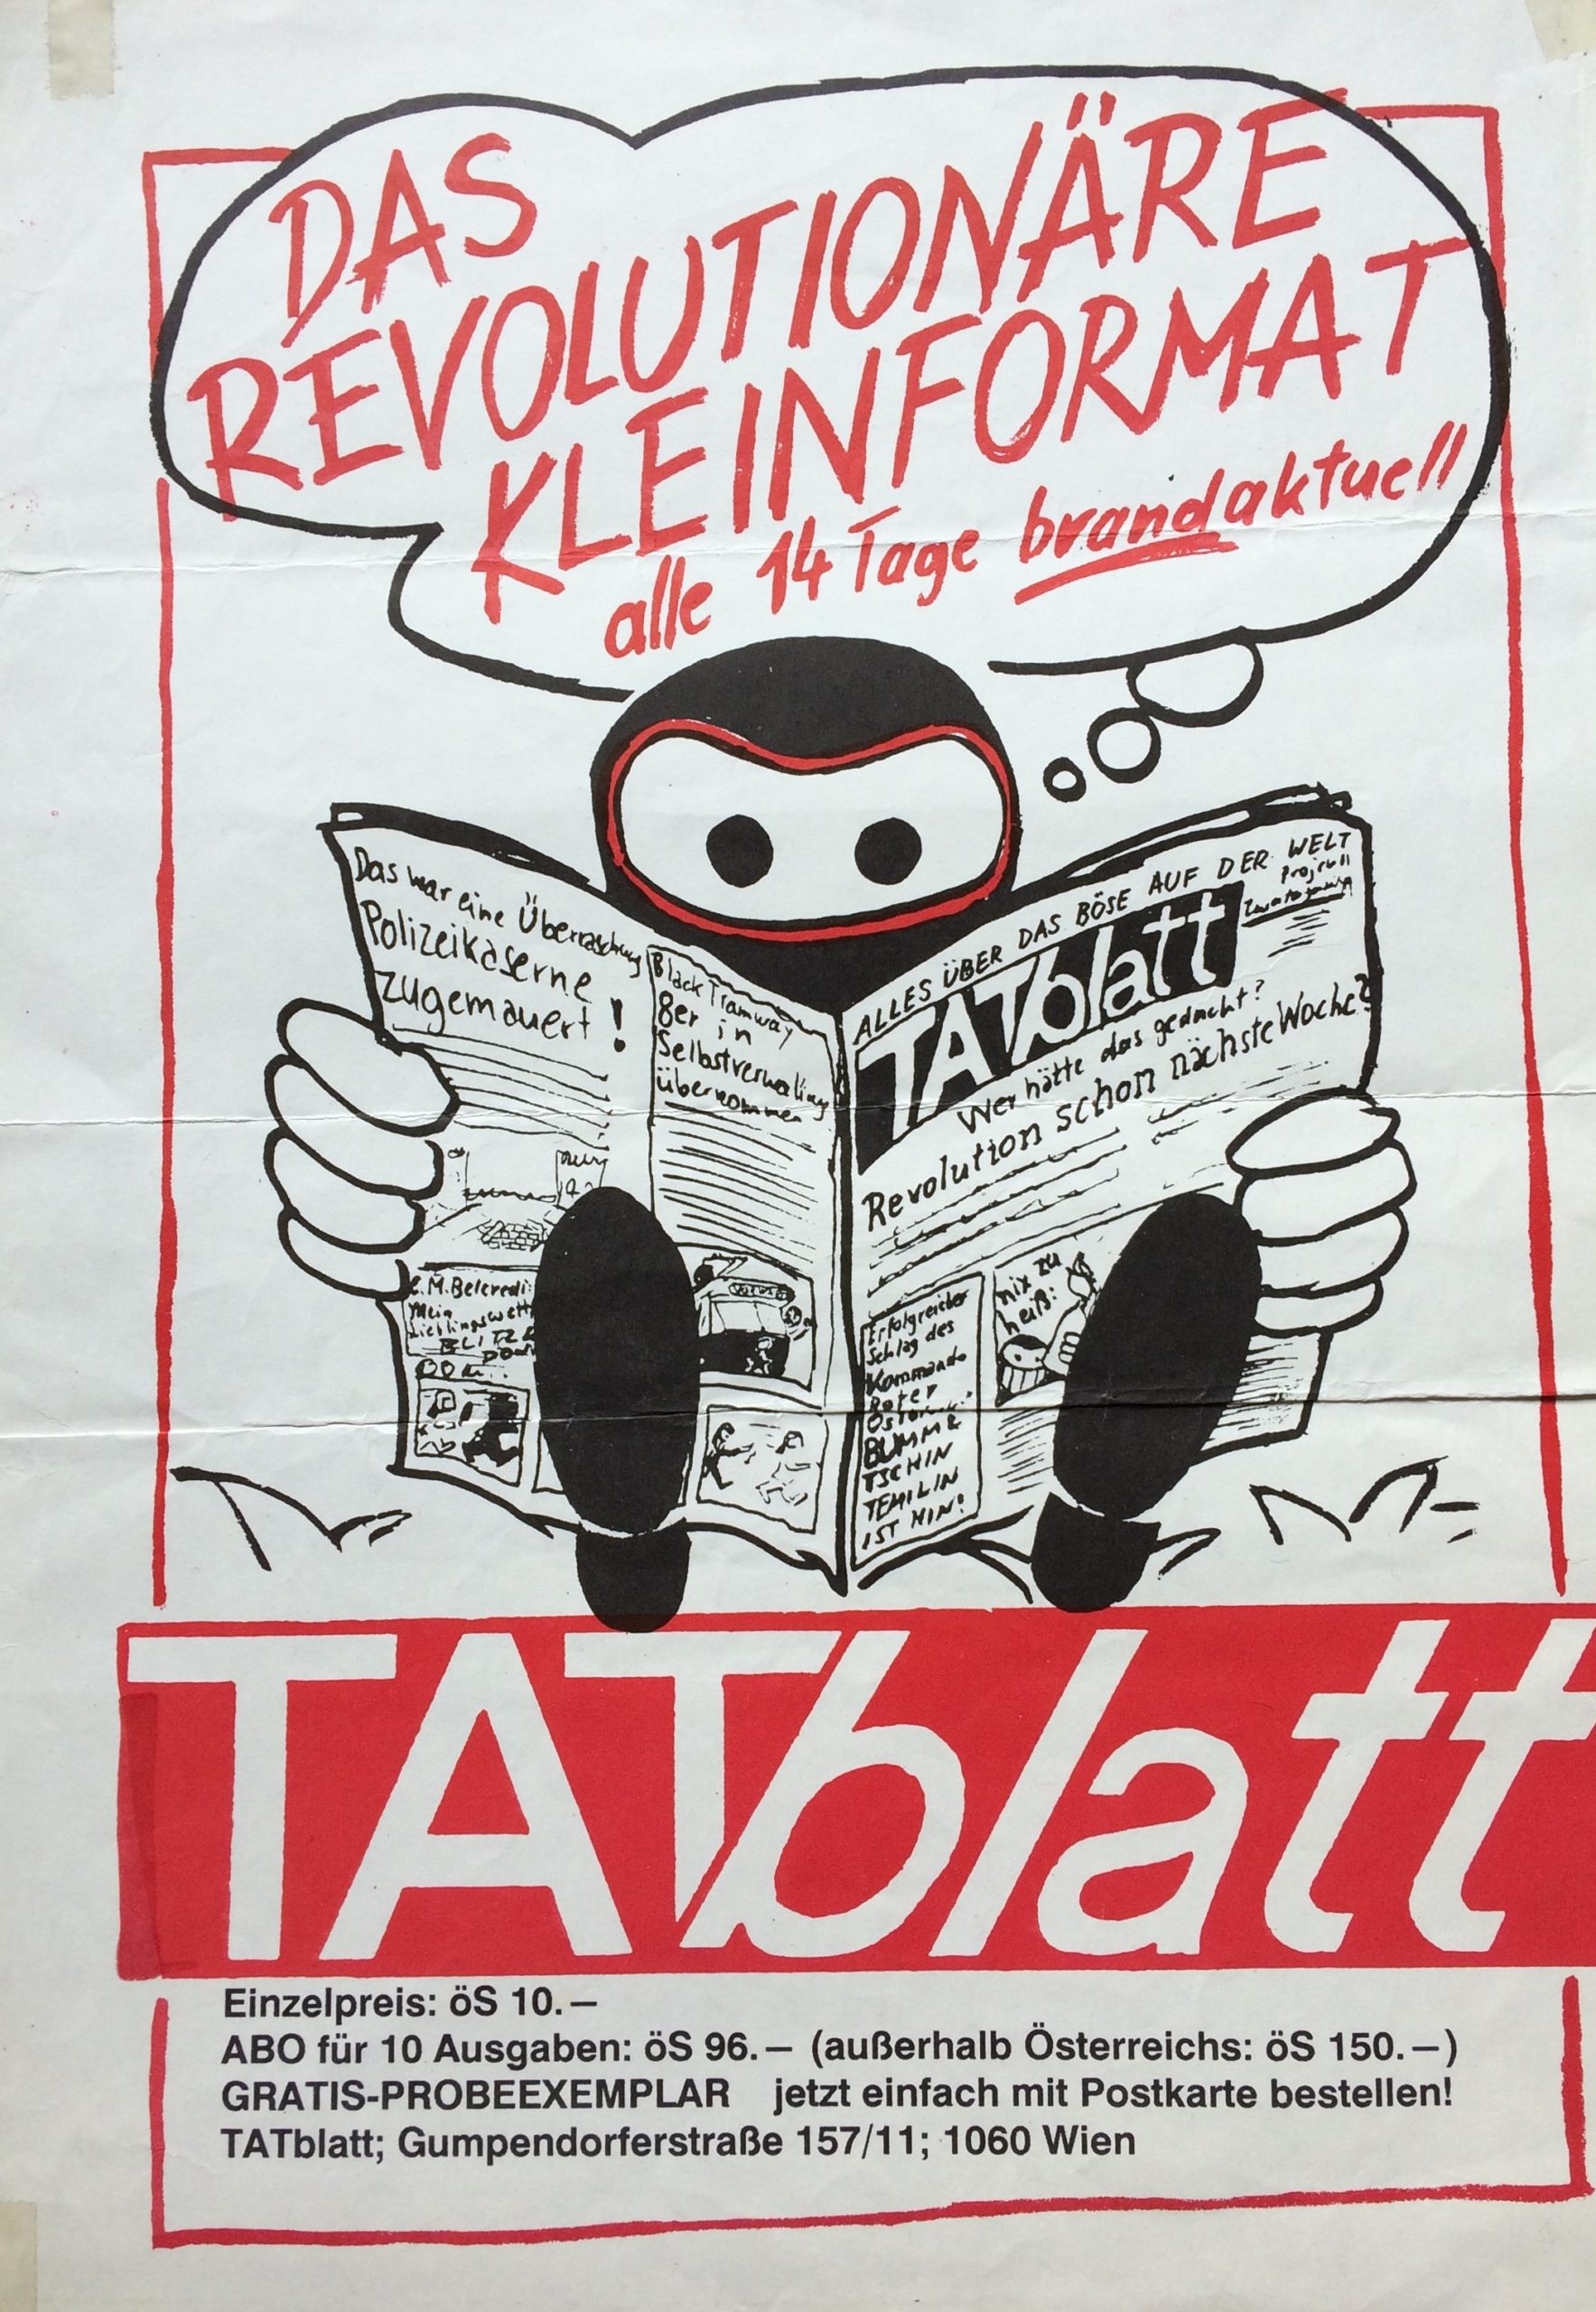 DAS
REVOLUTIONÄRE
KLEINFORMAT
alle 14 Tage brandaktuell
Das war eine Überraschung
Polizeikaserne
zugemauert!
Black Tramway
8er in
Selbstverwaltung
übernommen
Mein
ALLES ÜBER DAS BÖSE AUF DER WELT
TATblatt
Wer hätte das gedacht?
Revolution schon nächste Woche?
Erfolgreicher
Schlag des
Kommando
Roter
BUMM &
TSCHIN
TEMILIN
IST HIN!
nix zu
heiß:
TATblatt
Einzelpreis: öS 10.–
ABO für 10 Ausgaben: öS 96.– (außerhalb Österreichs: öS 150.–)
GRATIS-PROBEEXEMPLAR jetzt einfach mit Postkarte bestellen!
TATblatt; Gumpendorferstraße 157/11; 1060 Wien